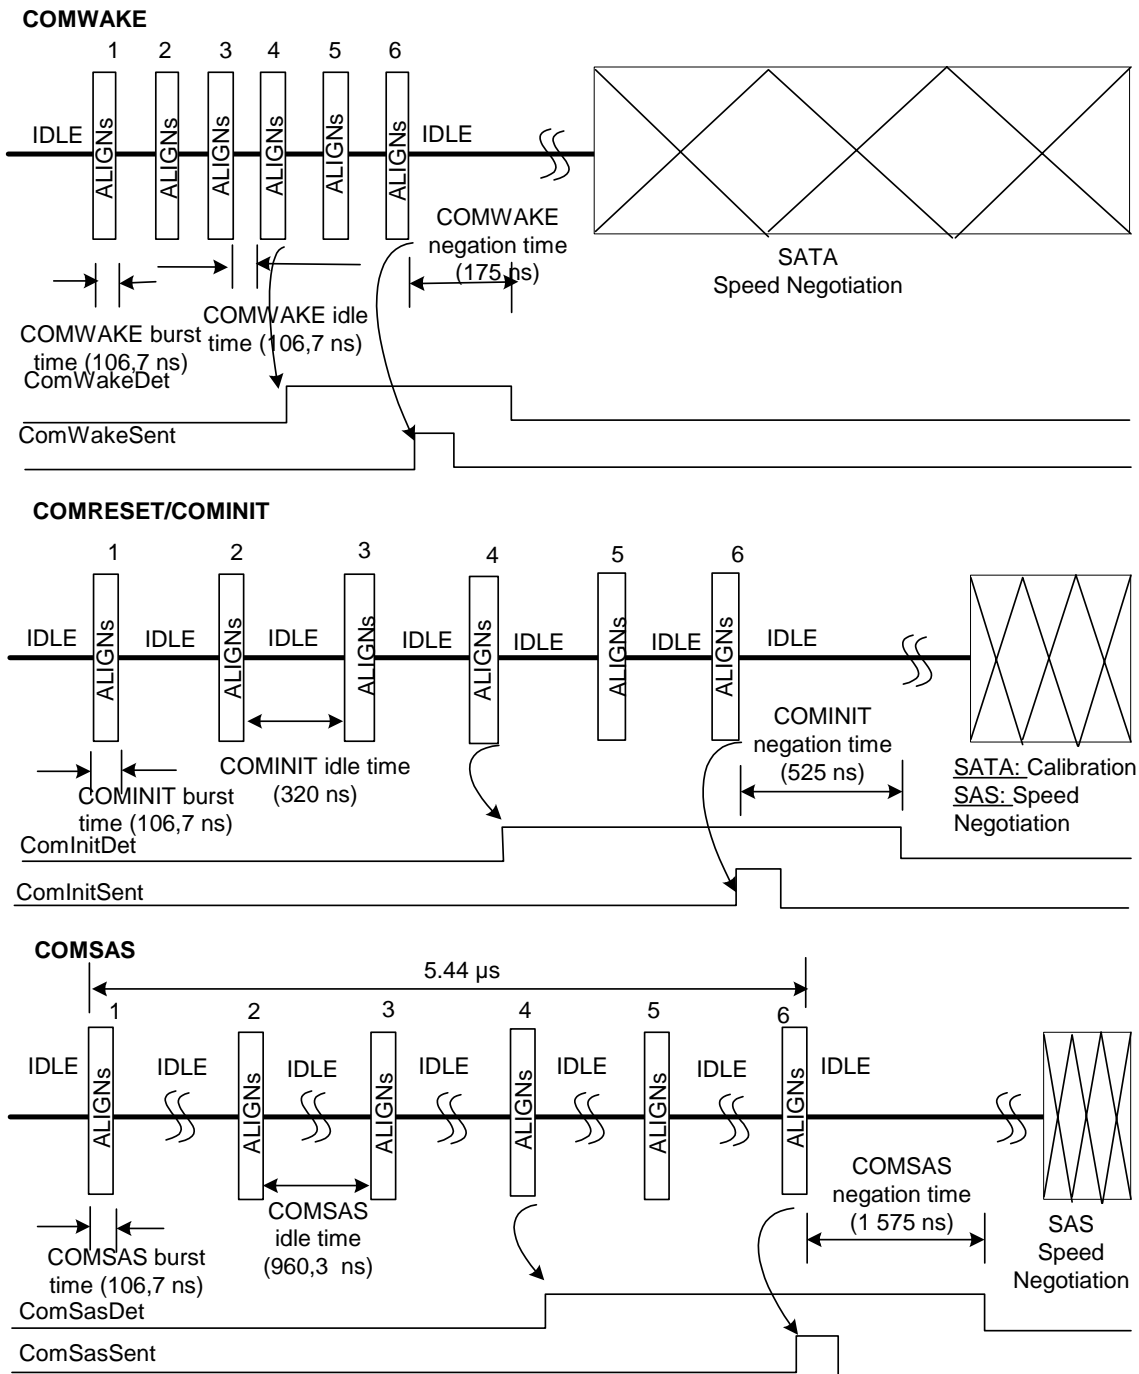 COMWAKE
1 2 3 4 5 6
IDLE ALIGNs ALIGNs ALIGNs ALIGNs ALIGNs ALIGNs IDLE
COMWAKE
negation time
(175 ns)
SATA
Speed Negotiation
COMWAKE burst
time (106,7 ns)
COMWAKE idle
time (106,7 ns)
ComWakeDet
ComWakeSent
COMRESET/COMINIT
1 2 3 4 5 6
IDLE ALIGNs IDLE ALIGNs IDLE ALIGNs IDLE ALIGNs IDLE ALIGNs IDLE ALIGNs IDLE
COMINIT burst
time (106,7 ns)
COMINIT idle time
(320 ns)
COMINIT
negation time
(525 ns)
SATA: Calibration
SAS: Speed
Negotiation
ComInitDet
ComInitSent
COMSAS
5.44 µs
1 2 3 4 5 6
IDLE ALIGNs IDLE ALIGNs IDLE ALIGNs IDLE ALIGNs IDLE ALIGNs IDLE ALIGNs IDLE
COMSAS burst
time (106,7 ns)
COMSAS
idle time
(960,3 ns)
COMSAS
negation time
(1 575 ns)
SAS
Speed
Negotiation
ComSasDet
ComSasSent